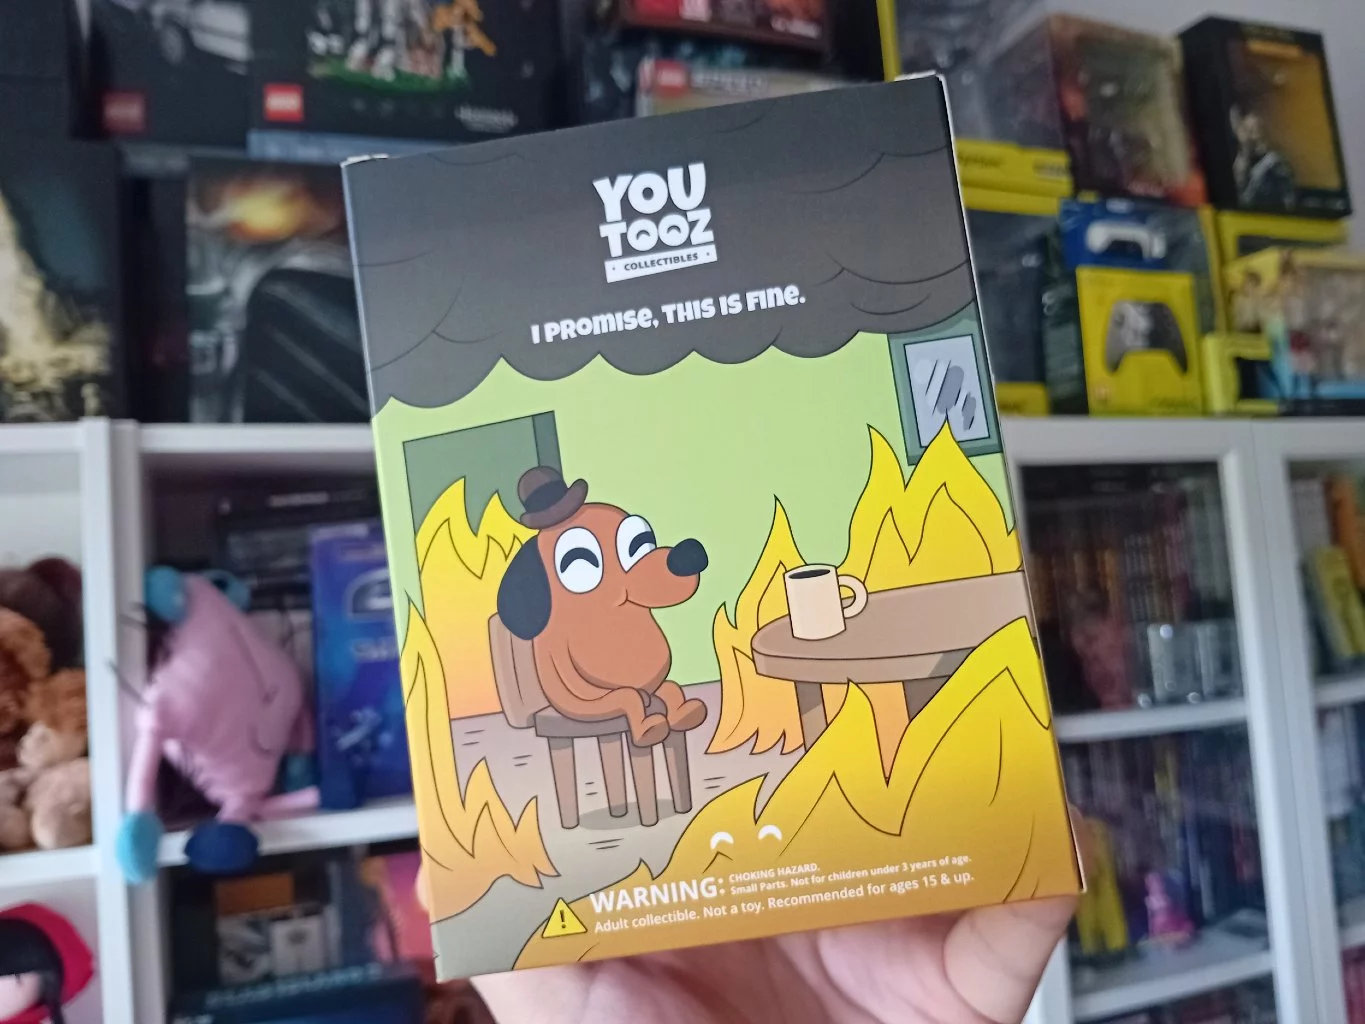 YOU
TOOZ
COLLECTIBLES
I PROMISE, THIS IS FINE.
WARNING: CHOKING HAZARD.
Small Parts. Not for children under 3 years of age.
Adult collectible. Not a toy. Recommended for ages 15 & up.